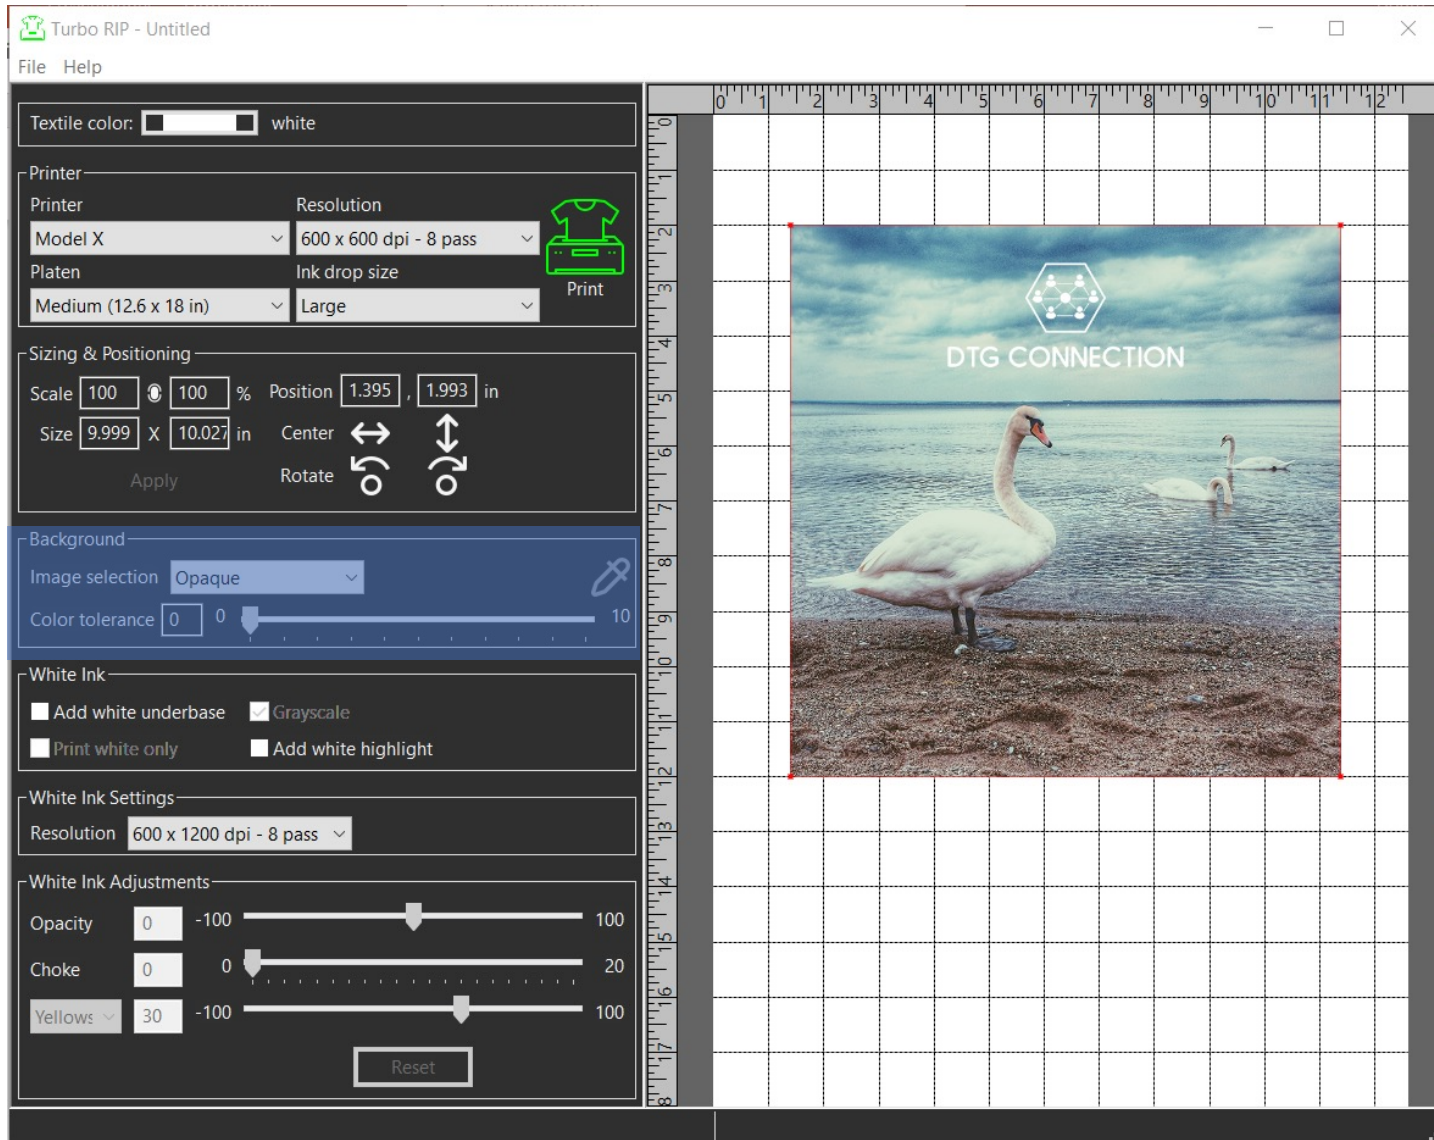 Turbo RIP - Untitled
File Help
Textile color: white
Printer
Printer Resolution
Model X 600 x 600 dpi - 8 pass
Platen Ink drop size
Medium (12.6 x 18 in) Large
Print
Sizing & Positioning
Scale 100 100 % Position 1.395 , 1.993 in
Size 9.999 X 10.027 in Center
Apply Rotate
Background
Image selection Opaque
Color tolerance 0 0 10
White Ink
Add white underbase Grayscale
Print white only Add white highlight
White Ink Settings
Resolution 600 x 1200 dpi - 8 pass
White Ink Adjustments
Opacity 0 -100 100
Choke 0 0 20
Yellows 30 -100 100
Reset
0 1 2 3 4 5 6 7 8 9 10 11 12
0
1
2
3
4
5
6
7
8
9
10
11
12
13
14
15
16
17
8
DTG CONNECTION